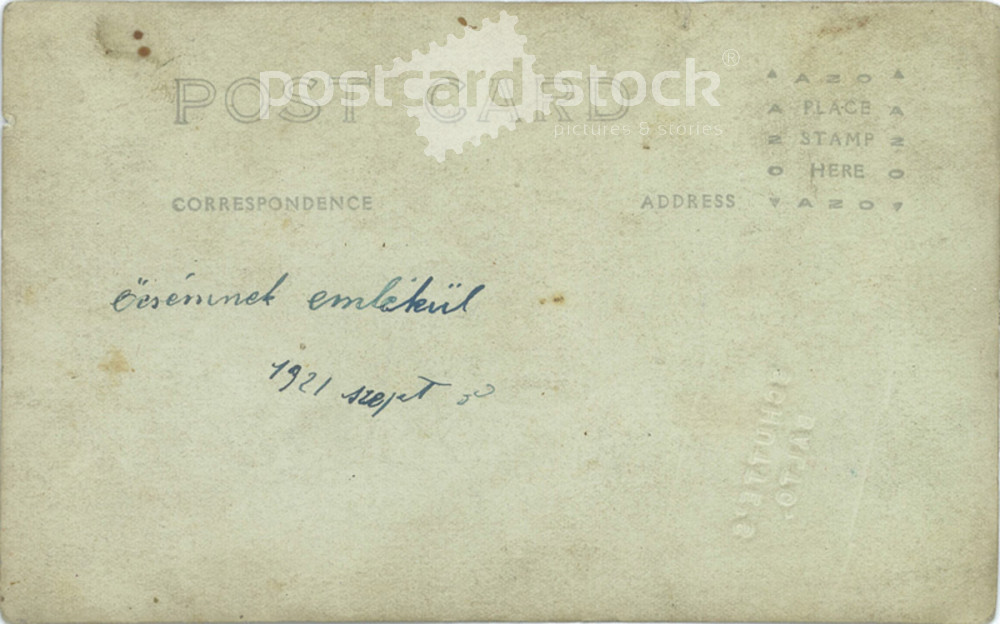 postcardstock®
pictures & stories
POST CARD
▲ AZO ▲
A PLACE A
Z STAMP Z
O HERE O
▼ AZO ▼
CORRESPONDENCE
ADDRESS
öcsémnek emlékül
1921 szept